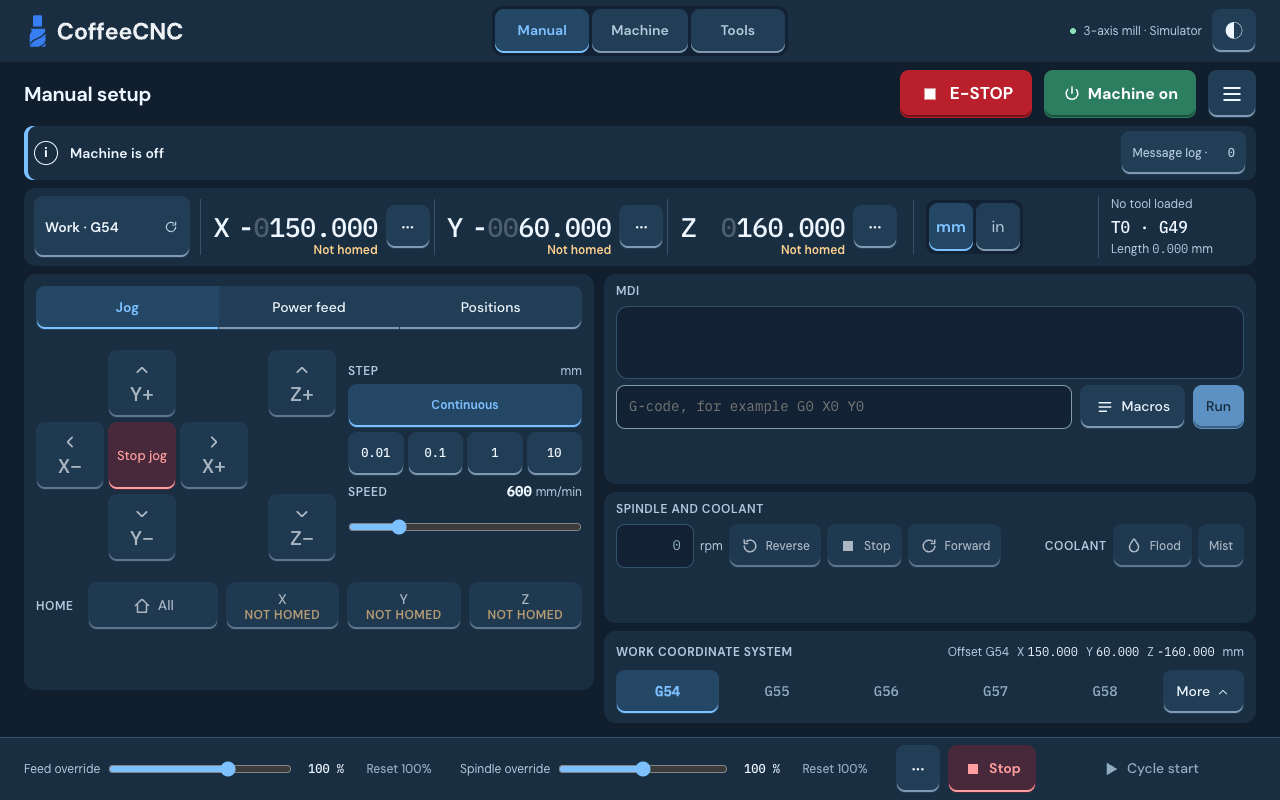 CoffeeCNC
Manual
Machine
Tools
3-axis mill · Simulator
Manual setup
E-STOP
Machine on
i Machine is off
Message log · 0
Work · G54
X -0150.000
Not homed
...
Y -0060.000
Not homed
...
Z 0160.000
Not homed
...
mm
in
No tool loaded
T0 · G49
Length 0.000 mm
Jog
Power feed
Positions
Y+
Z+
X−
Stop jog
X+
Y−
Z−
STEP mm
Continuous
0.01
0.1
1
10
SPEED 600 mm/min
HOME
All
X
NOT HOMED
Y
NOT HOMED
Z
NOT HOMED
MDI
G-code, for example G0 X0 Y0
Macros
Run
SPINDLE AND COOLANT
0 rpm
Reverse
Stop
Forward
COOLANT
Flood
Mist
WORK COORDINATE SYSTEM
Offset G54 X 150.000 Y 60.000 Z -160.000 mm
G54
G55
G56
G57
G58
More
Feed override
100 %
Reset 100%
Spindle override
100 %
Reset 100%
...
Stop
Cycle start